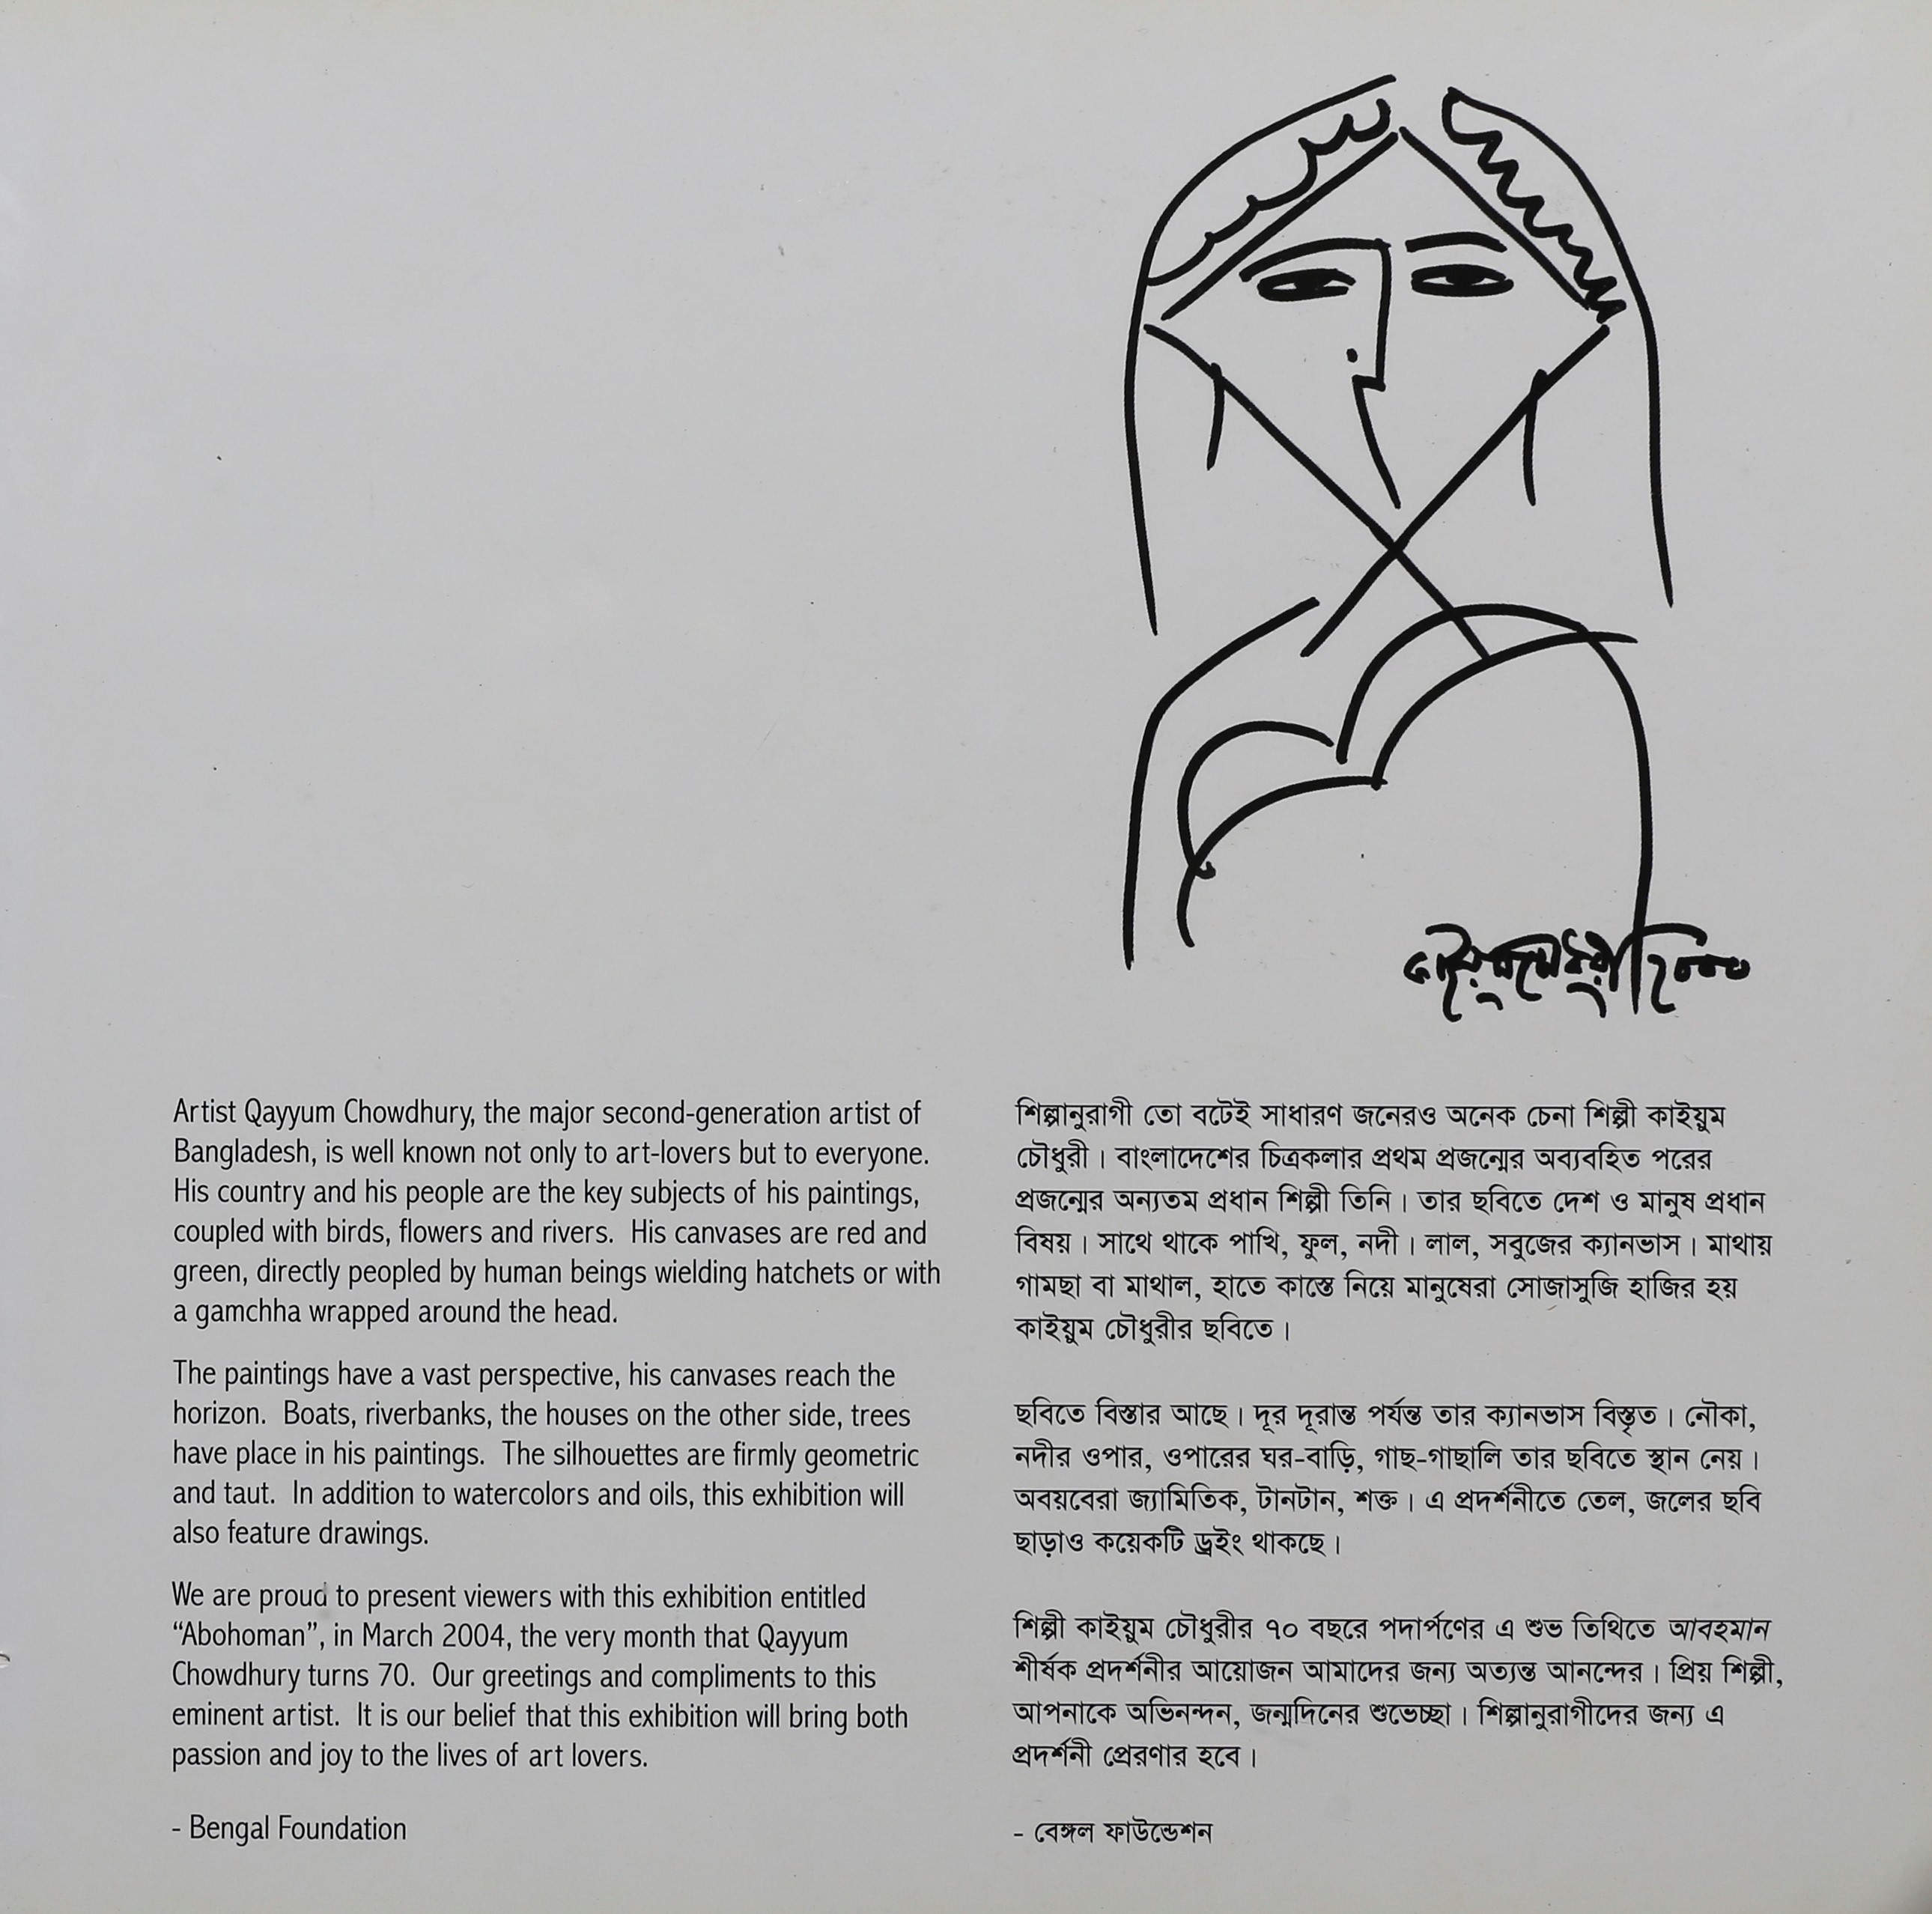 কাইয়ুম চৌধুরী ২০০০
Artist Qayyum Chowdhury, the major second-generation artist of
Bangladesh, is well known not only to art-lovers but to everyone.
His country and his people are the key subjects of his paintings,
coupled with birds, flowers and rivers. His canvases are red and
green, directly peopled by human beings wielding hatchets or with
a gamchha wrapped around the head.
The paintings have a vast perspective, his canvases reach the
horizon. Boats, riverbanks, the houses on the other side, trees
have place in his paintings. The silhouettes are firmly geometric
and taut. In addition to watercolors and oils, this exhibition will
also feature drawings.
We are proud to present viewers with this exhibition entitled
“Abohoman”, in March 2004, the very month that Qayyum
Chowdhury turns 70. Our greetings and compliments to this
eminent artist. It is our belief that this exhibition will bring both
passion and joy to the lives of art lovers.
- Bengal Foundation
শিল্পানুরাগী তো বটেই সাধারণ জনেরও অনেক চেনা শিল্পী কাইয়ুম
চৌধুরী। বাংলাদেশের চিত্রকলার প্রথম প্রজন্মের অব্যবহিত পরের
প্রজন্মের অন্যতম প্রধান শিল্পী তিনি। তার ছবিতে দেশ ও মানুষ প্রধান
বিষয়। সাথে থাকে পাখি, ফুল, নদী। লাল, সবুজের ক্যানভাস। মাথায়
গামছা বা মাথাল, হাতে কাস্তে নিয়ে মানুষেরা সোজাসুজি হাজির হয়
কাইয়ুম চৌধুরীর ছবিতে।
ছবিতে বিস্তার আছে। দূর দূরান্ত পর্যন্ত তার ক্যানভাস বিস্তৃত। নৌকা,
নদীর ওপার, ওপারের ঘর-বাড়ি, গাছ-গাছালি তার ছবিতে স্থান নেয়।
অবয়বেরা জ্যামিতিক, টানটান, শক্ত। এ প্রদর্শনীতে তেল, জলের ছবি
ছাড়াও কয়েকটি ড্রইং থাকছে।
শিল্পী কাইয়ুম চৌধুরীর ৭০ বছরে পদার্পণের এ শুভ তিথিতে আবহমান
শীর্ষক প্রদর্শনীর আয়োজন আমাদের জন্য অত্যন্ত আনন্দের। প্রিয় শিল্পী,
আপনাকে অভিনন্দন, জন্মদিনের শুভেচ্ছা। শিল্পানুরাগীদের জন্য এ
প্রদর্শনী প্রেরণার হবে।
- বেঙ্গল ফাউন্ডেশন